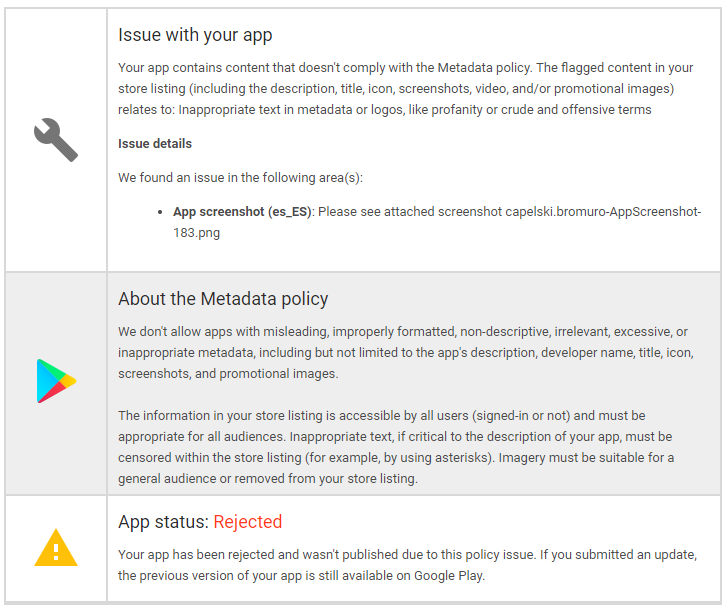 Issue with your app
Your app contains content that doesn't comply with the Metadata policy. The flagged content in your
store listing (including the description, title, icon, screenshots, video, and/or promotional images)
relates to: Inappropriate text in metadata or logos, like profanity or crude and offensive terms
Issue details
We found an issue in the following area(s):
• App screenshot (es_ES): Please see attached screenshot capelski.bromuro-AppScreenshot-
183.png
About the Metadata policy
We don't allow apps with misleading, improperly formatted, non-descriptive, irrelevant, excessive, or
inappropriate metadata, including but not limited to the app's description, developer name, title, icon,
screenshots, and promotional images.
The information in your store listing is accessible by all users (signed-in or not) and must be
appropriate for all audiences. Inappropriate text, if critical to the description of your app, must be
censored within the store listing (for example, by using asterisks). Imagery must be suitable for a
general audience or removed from your store listing.
App status: Rejected
Your app has been rejected and wasn't published due to this policy issue. If you submitted an update,
the previous version of your app is still available on Google Play.